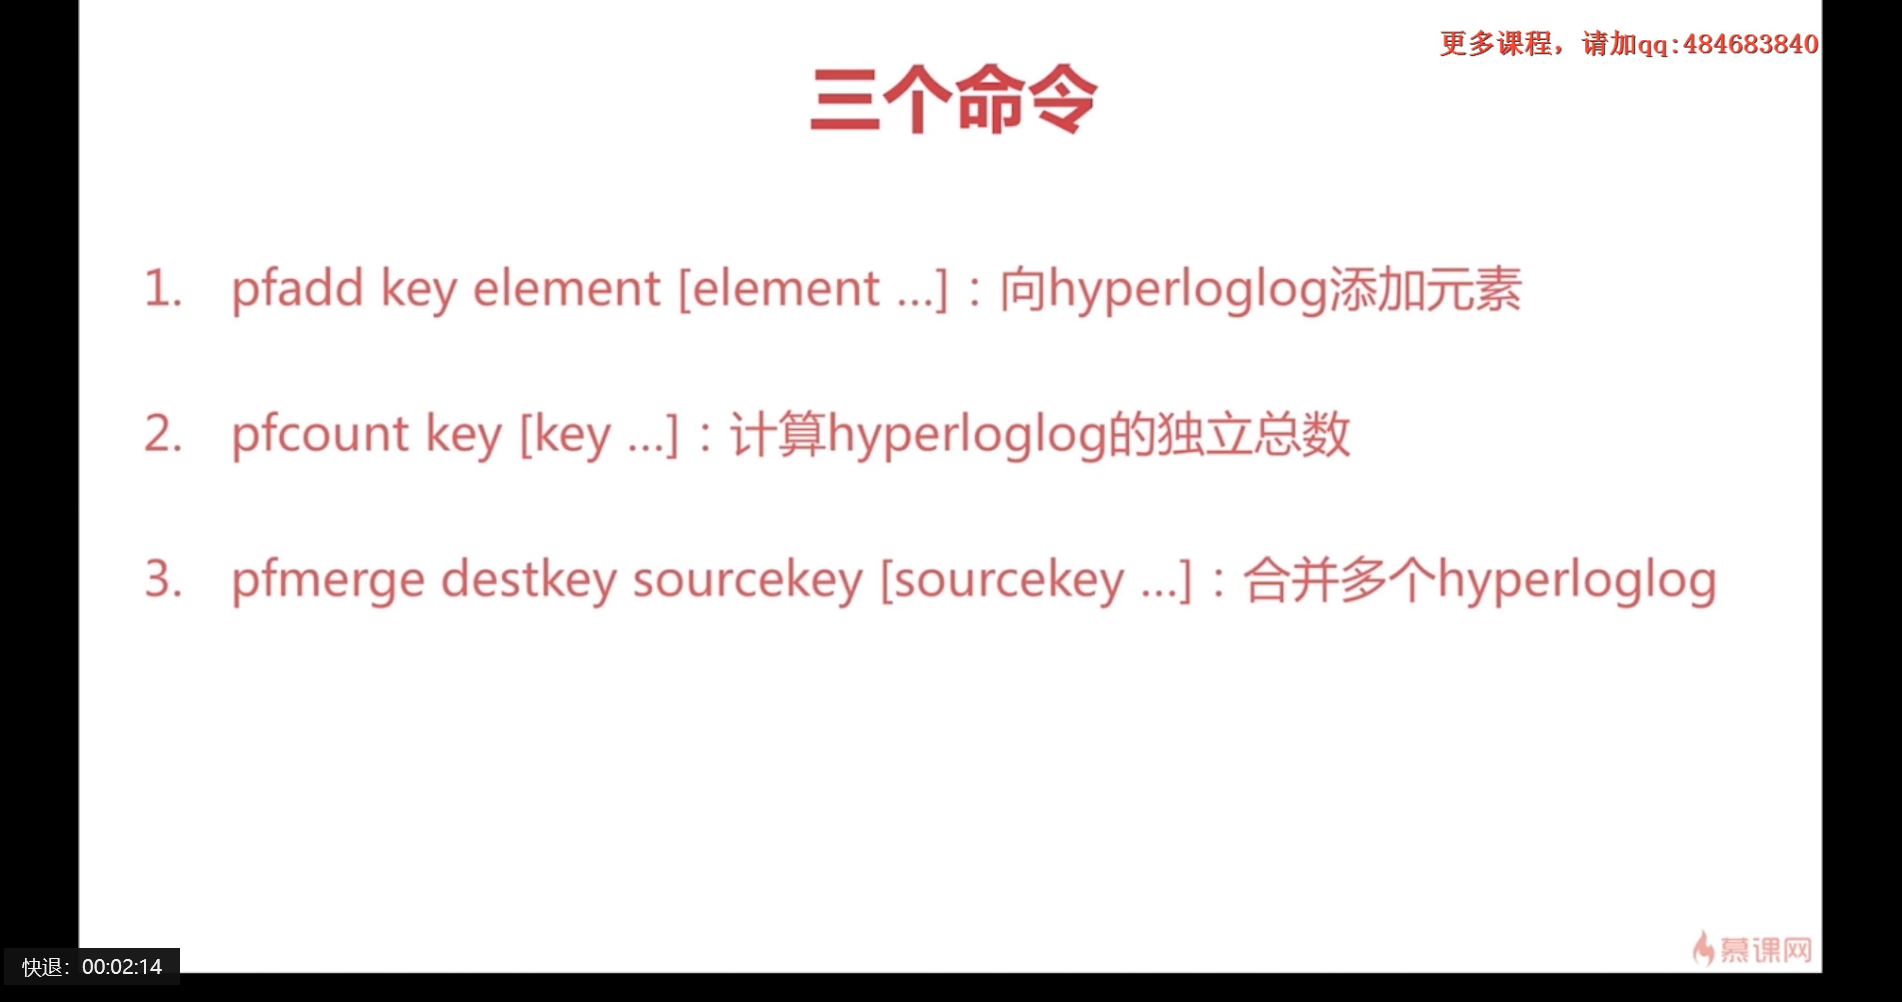 更多课程，请加qq:484683840
三个命令
1. pfadd key element [element ...]：向hyperloglog添加元素
2. pfcount key [key ...]：计算hyperloglog的独立总数
3. pfmerge destkey sourcekey [sourcekey ...]：合并多个hyperloglog
慕课网
快退：00:02:14